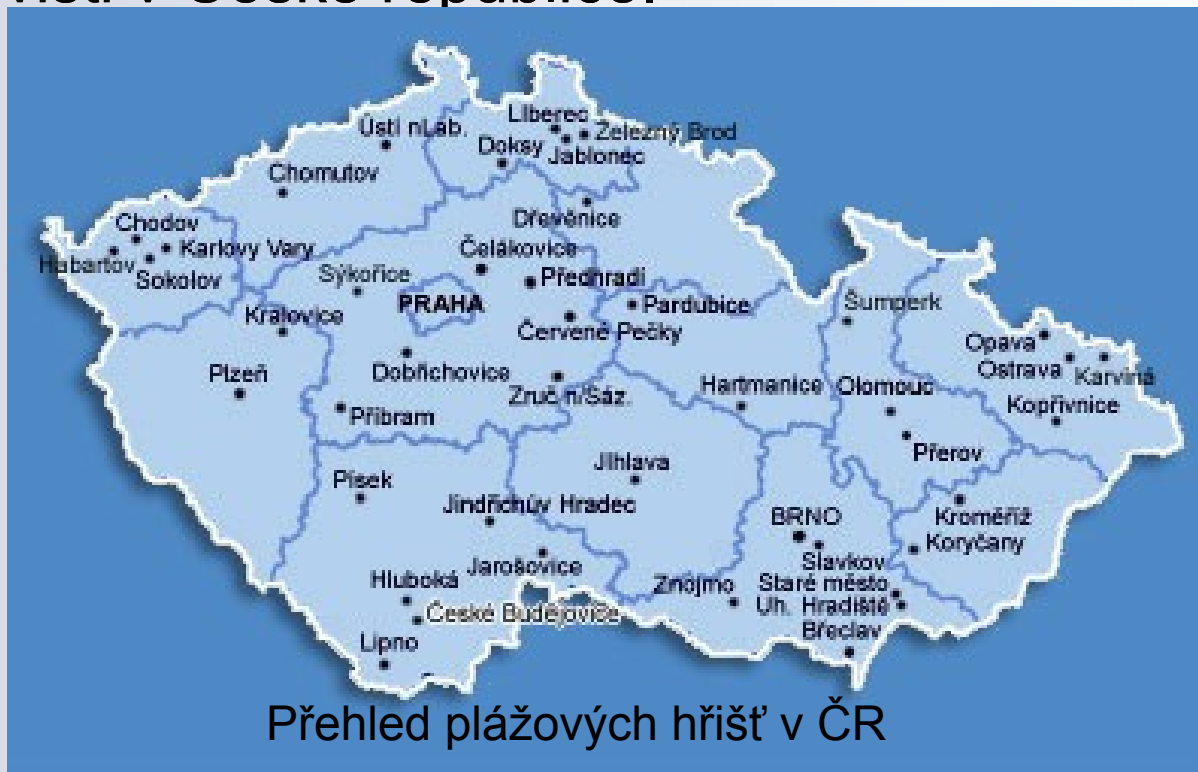 v České republice:
Liberec
Ústí nLab.
Železný Brod
Doksy
Jablonec
Chomutov
Dřevěnice
Chodov
Karlovy Vary
Habartov
Sokolov
Čelákovice
Sýkořice
Předhradí
PRAHA
Pardubice
Kralovice
Červené Pečky
Šumperk
Opava
Ostrava
Karviná
Plzeň
Dobřichovice
Zruč n/Sáz.
Hartmanice
Olomouc
Kopřivnice
Příbram
Přerov
Písek
Jihlava
Jindřichův Hradec
BRNO
Kroměříž
Koryčany
Slavkov
Jarošovice
Hluboká
Znojmo
Staré město
Uh. Hradiště
České Budějovice
Břeclav
Lipno
Přehled plážových hřišť v ČR